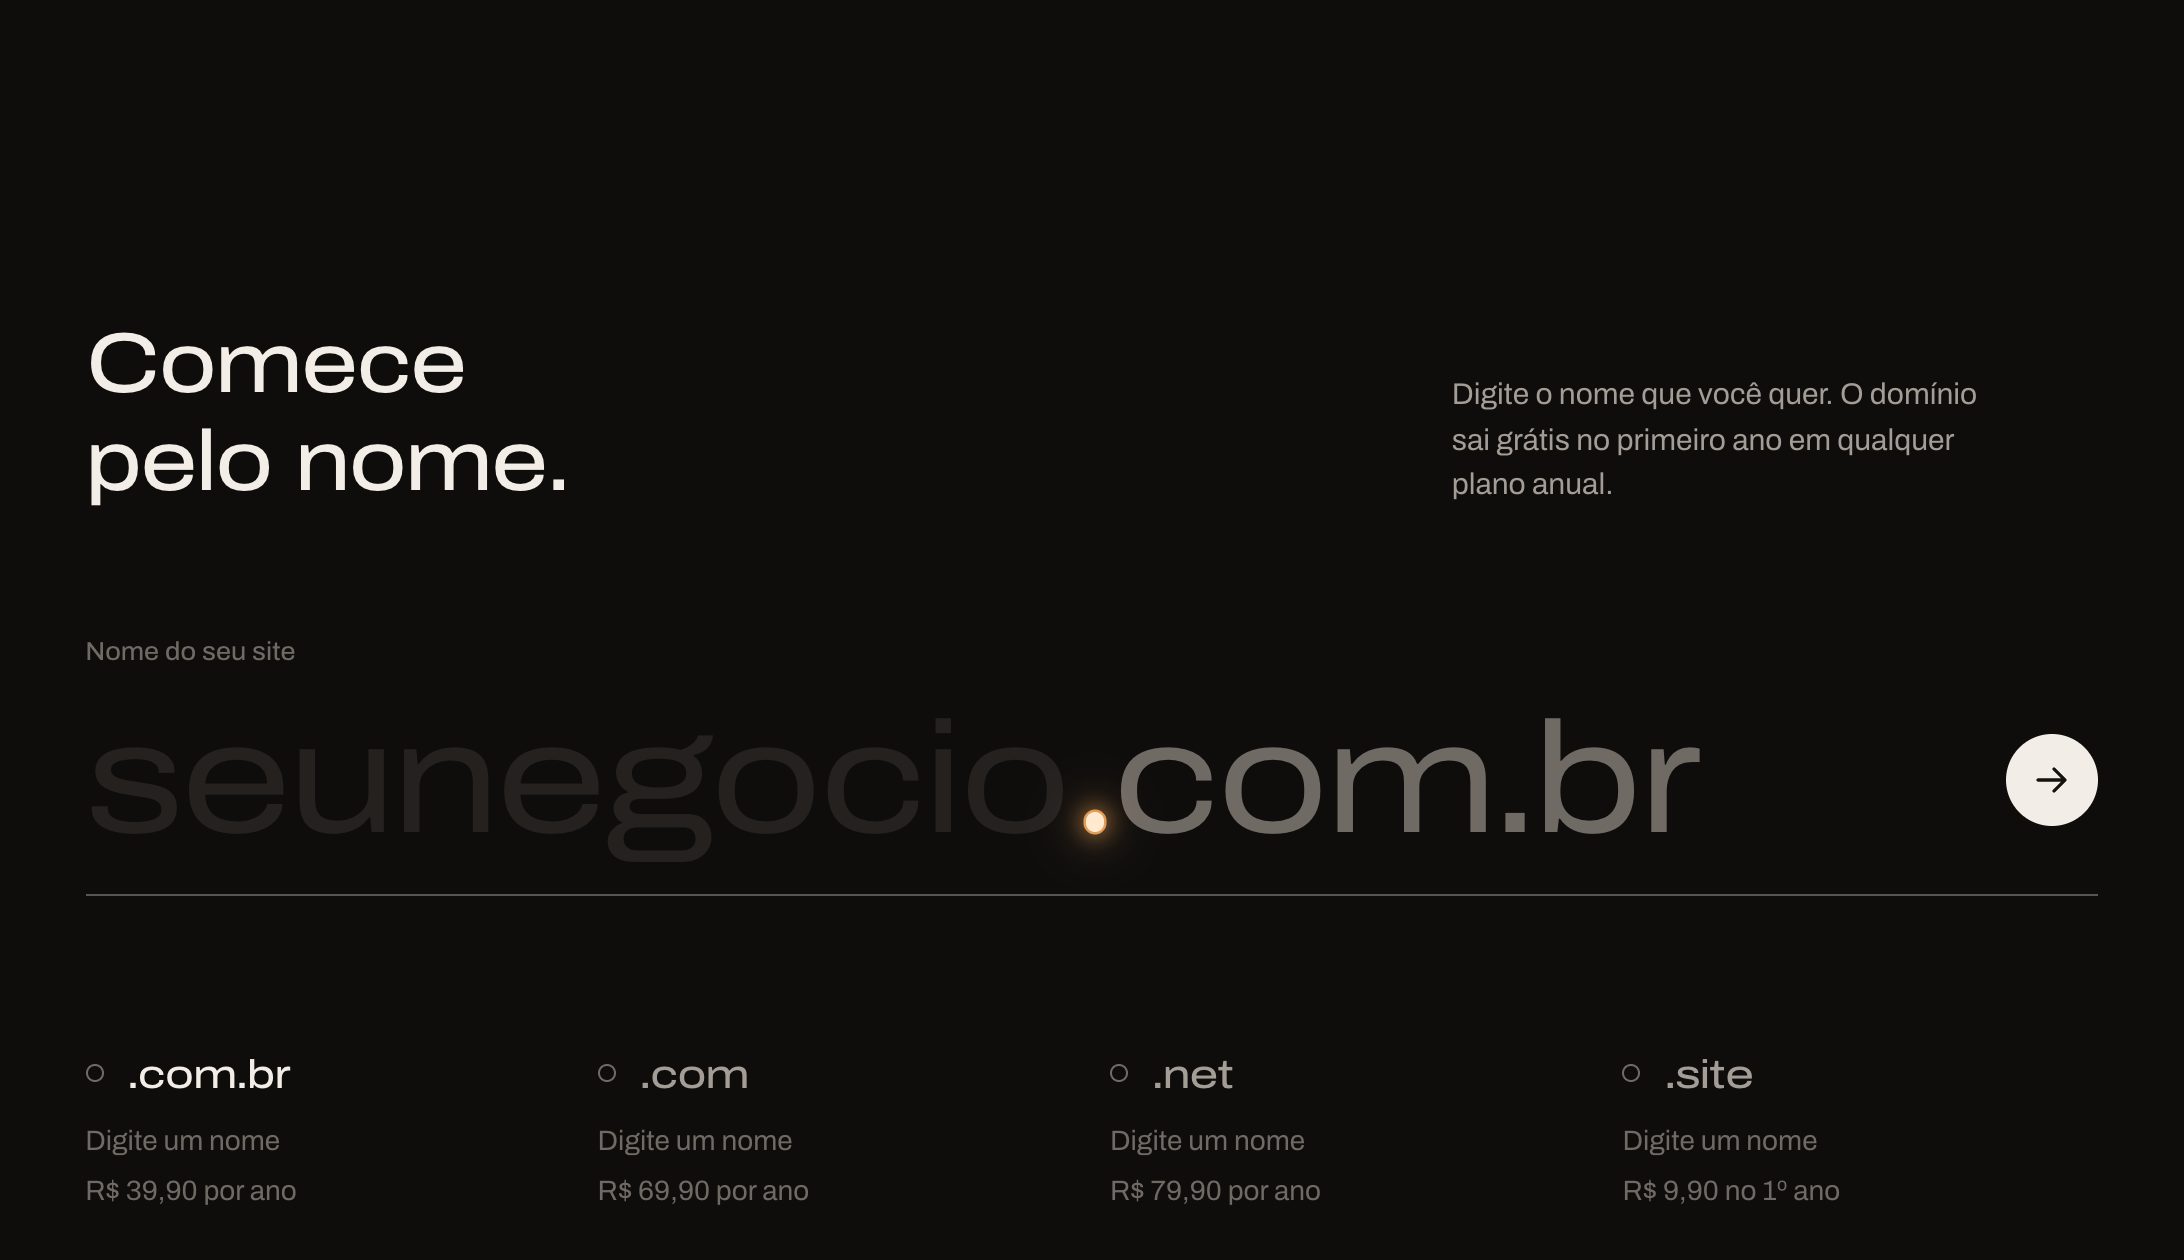 Comece
pelo nome.
Digite o nome que você quer. O domínio
sai grátis no primeiro ano em qualquer
plano anual.
Nome do seu site
seunegocio.com.br
.com.br
Digite um nome
R$ 39,90 por ano
.com
Digite um nome
R$ 69,90 por ano
.net
Digite um nome
R$ 79,90 por ano
.site
Digite um nome
R$ 9,90 no 1º ano